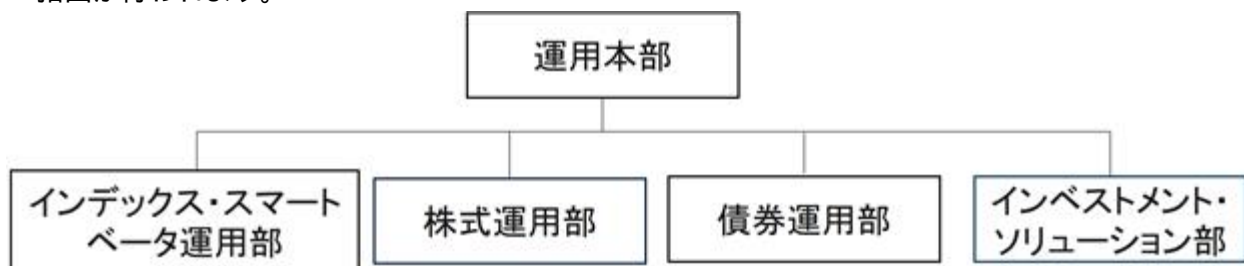 運用本部
インデックス・スマート
ベータ運用部
株式運用部
債券運用部
インベストメント・
ソリューション部